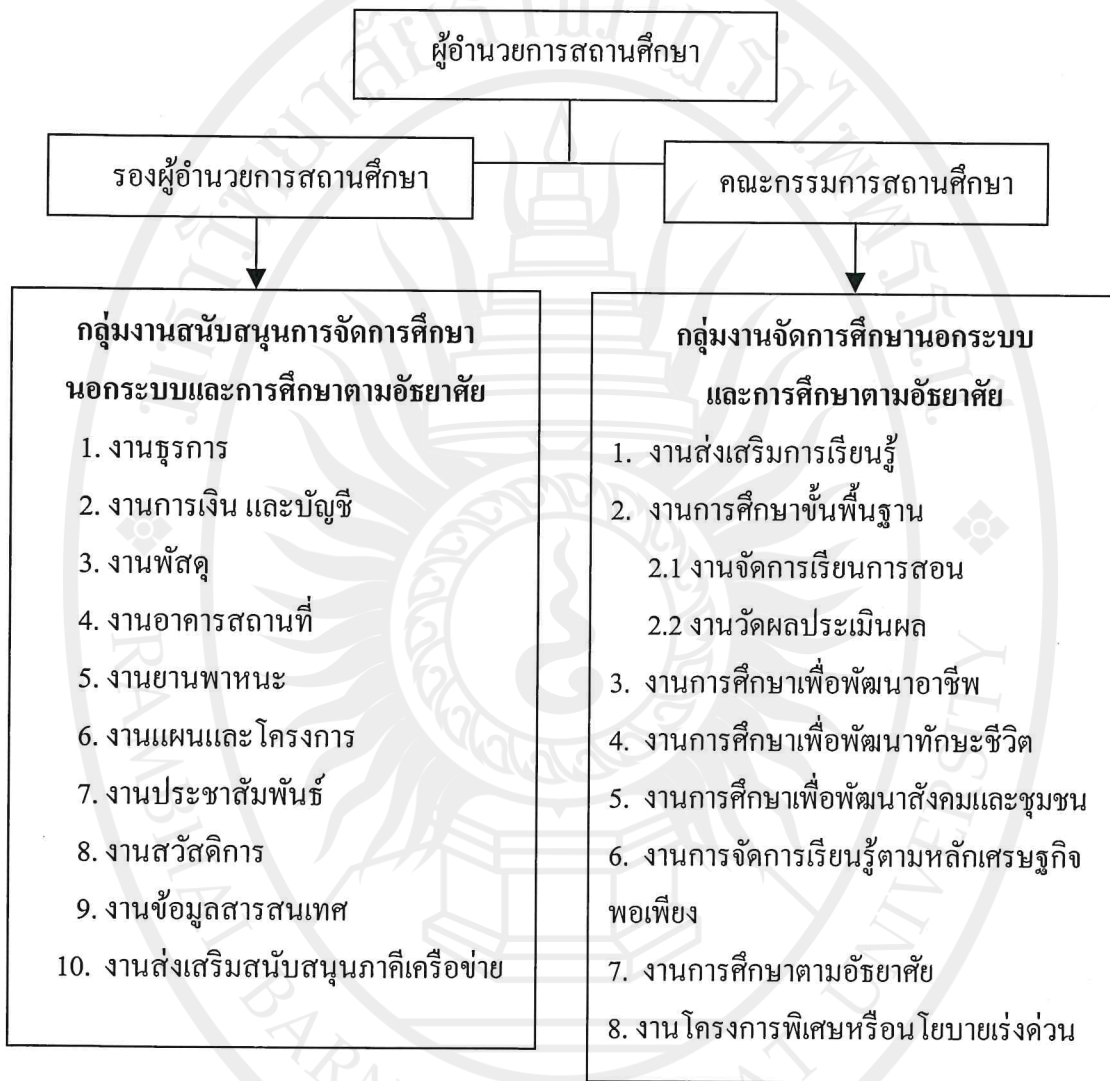 ผู้อำนวยการสถานศึกษา
รองผู้อำนวยการสถานศึกษา
คณะกรรมการสถานศึกษา
กลุ่มงานสนับสนุนการจัดการศึกษา
นอกระบบและการศึกษาตามอัธยาศัย
1. งานธุรการ
2. งานการเงิน และบัญชี
3. งานพัสดุ
4. งานอาคารสถานที่
5. งานยานพาหนะ
6. งานแผนและโครงการ
7. งานประชาสัมพันธ์
8. งานสวัสดิการ
9. งานข้อมูลสารสนเทศ
10. งานส่งเสริมสนับสนุนภาคีเครือข่าย
กลุ่มงานจัดการศึกษานอกระบบ
และการศึกษาตามอัธยาศัย
1. งานส่งเสริมการเรียนรู้
2. งานการศึกษาขั้นพื้นฐาน
2.1 งานจัดการเรียนการสอน
2.2 งานวัดผลประเมินผล
3. งานการศึกษาเพื่อพัฒนาอาชีพ
4. งานการศึกษาเพื่อพัฒนาทักษะชีวิต
5. งานการศึกษาเพื่อพัฒนาสังคมและชุมชน
6. งานการจัดการเรียนรู้ตามหลักเศรษฐกิจ
พอเพียง
7. งานการศึกษาตามอัธยาศัย
8. งานโครงการพิเศษหรือนโยบายเร่งด่วน